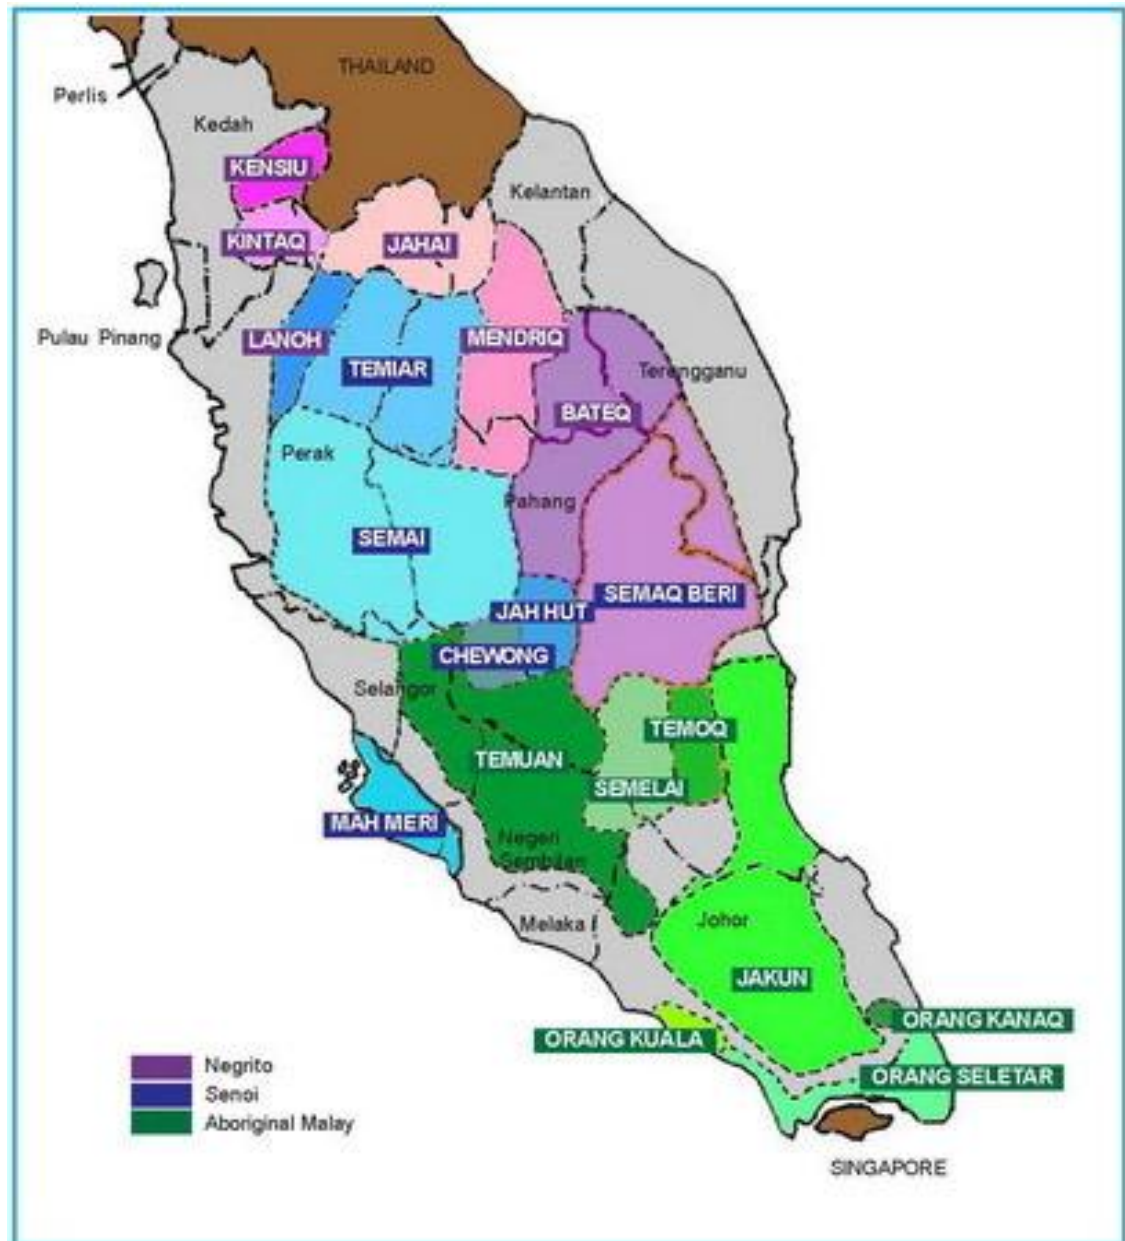 THAILAND
Perlis
Kedah
KENSIU
Kelantan
KINTAQ
JAHAI
Pulau Pinang
LANOH
MENDRIQ
TEMIAR
Terengganu
BATEQ
Perak
Pahang
SEMAI
SEMAQ BERI
JAH HUT
CHEWONG
Selangor
TEMOQ
TEMUAN
SEMELAI
MAH MERI
Negeri
Sembilan
Melaka
Johor
JAKUN
ORANG KANAQ
ORANG KUALA
ORANG SELETAR
Negrito
Senoi
Aboriginal Malay
SINGAPORE